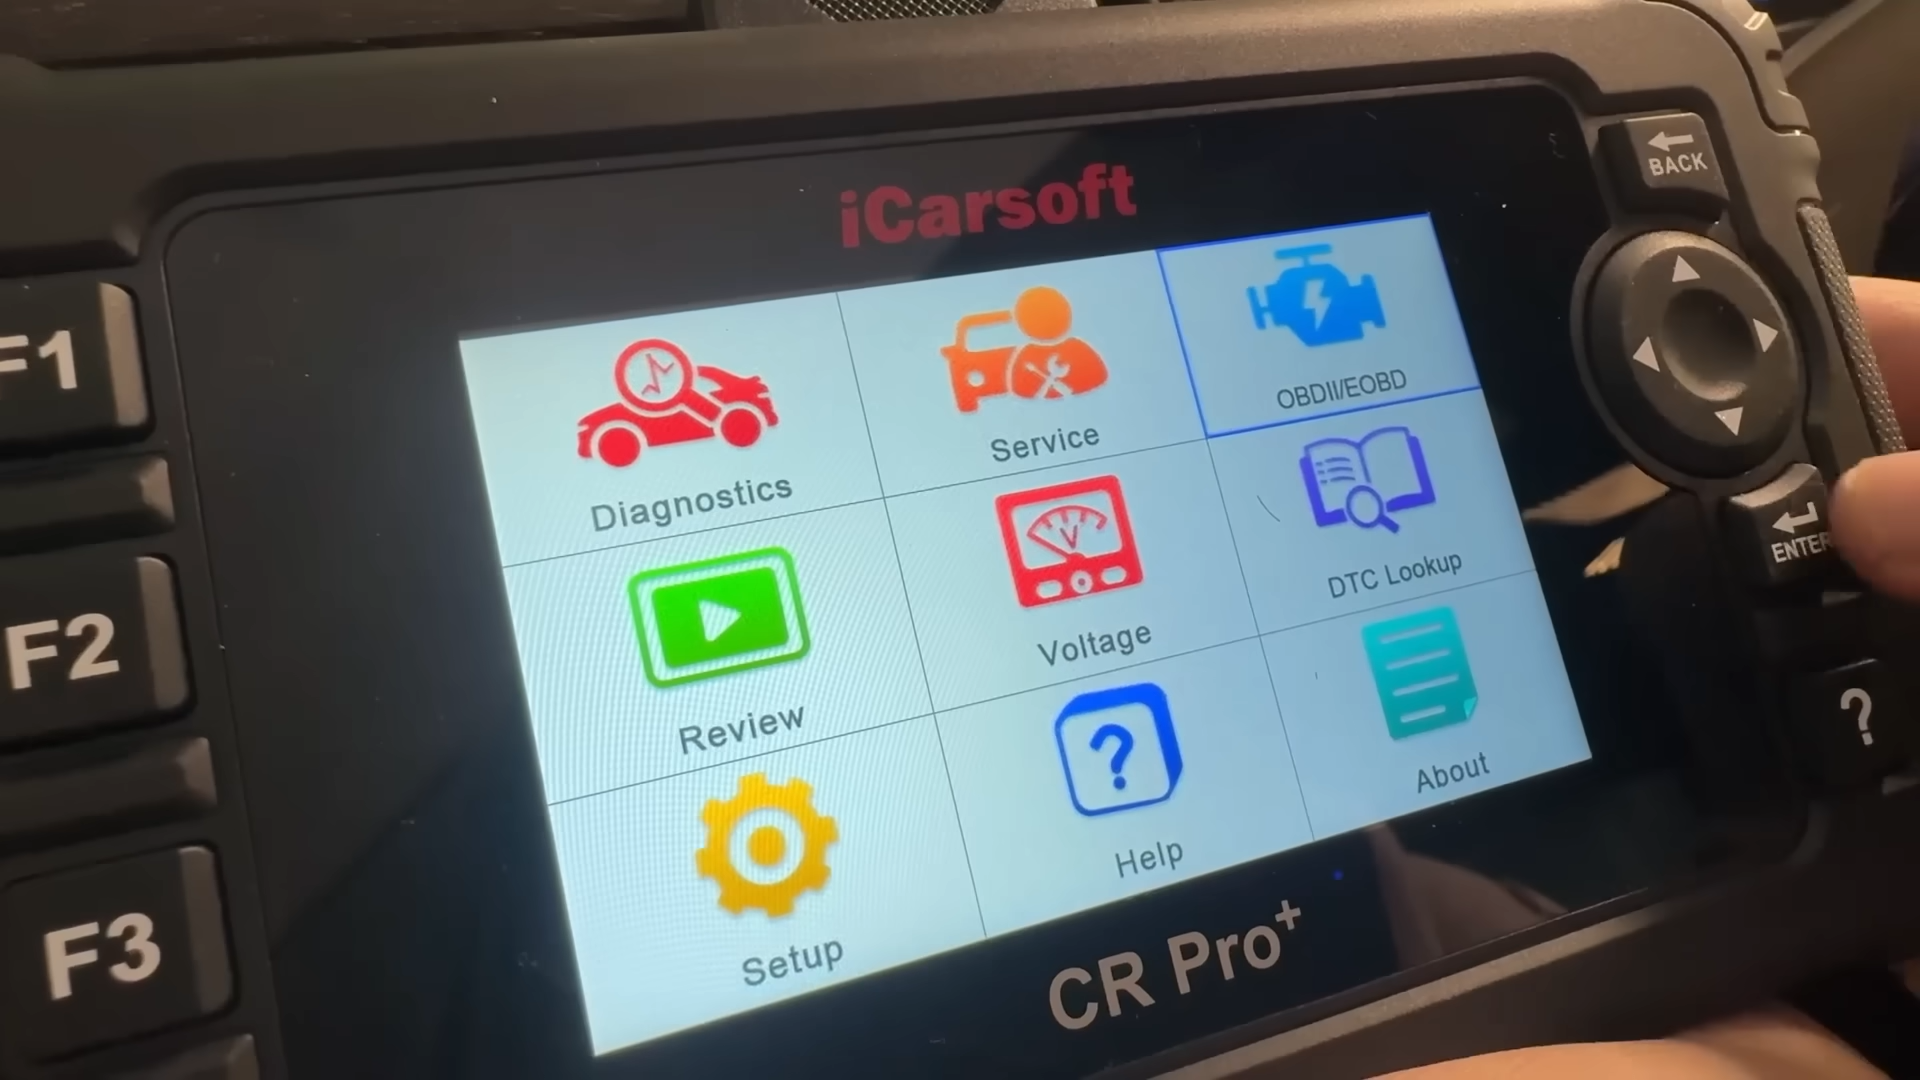 iCarsoft
BACK
F1
Diagnostics
Service
OBDII/EOBD
ENTER
F2
Review
V
Voltage
DTC Lookup
?
F3
Setup
?
Help
About
CR Pro+